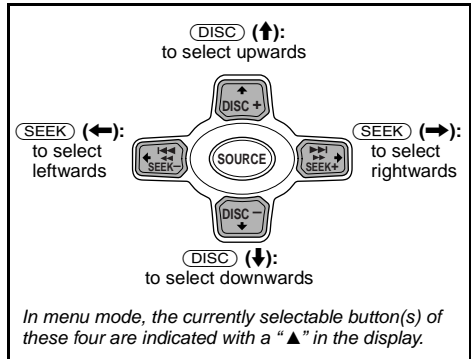 (DISC) (↑):
to select upwards
DISC +
(SEEK) (←):
to select
leftwards
SEEK–
SOURCE
SEEK+
(SEEK) (→):
to select
rightwards
DISC –
(DISC) (↓):
to select downwards
In menu mode, the currently selectable button(s) of
these four are indicated with a “ ▲” in the display.